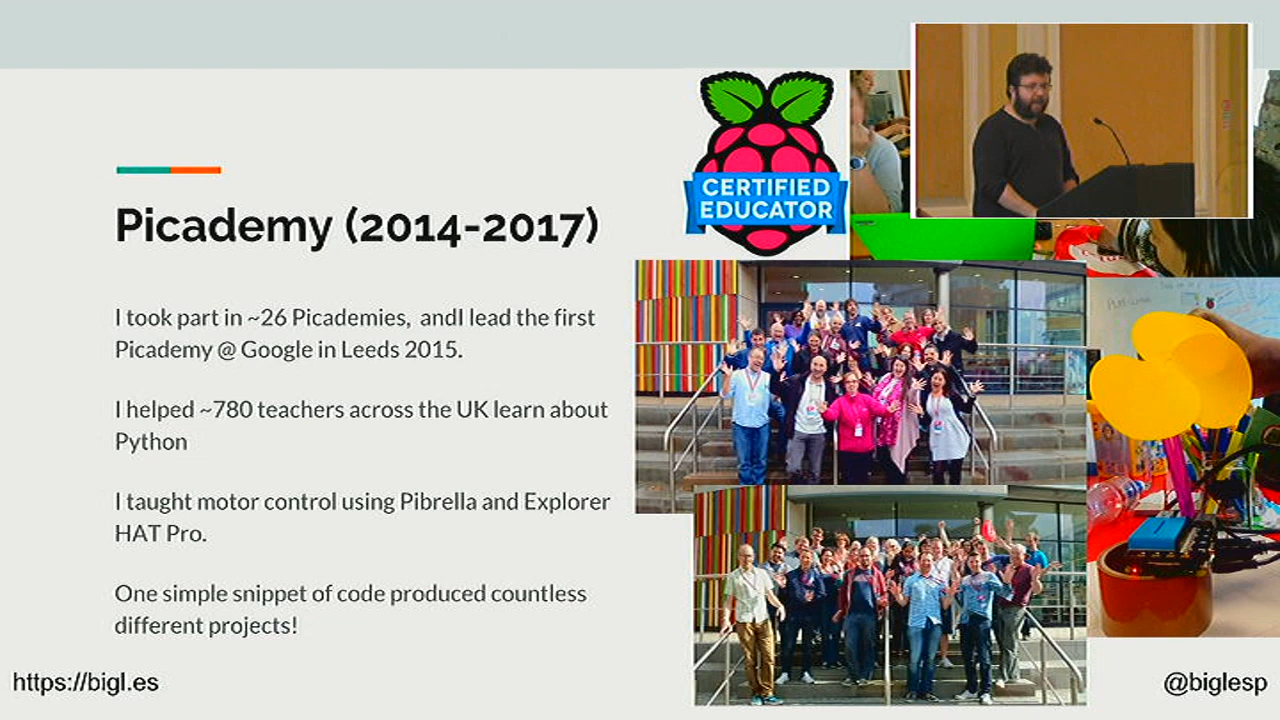 CERTIFIED
EDUCATOR
Picademy (2014-2017)
I took part in ~26 Picademies, andI lead the first
Picademy @ Google in Leeds 2015.
I helped ~780 teachers across the UK learn about
Python
I taught motor control using Pibrella and Explorer
HAT Pro.
One simple snippet of code produced countless
different projects!
https://bigl.es
@biglesp